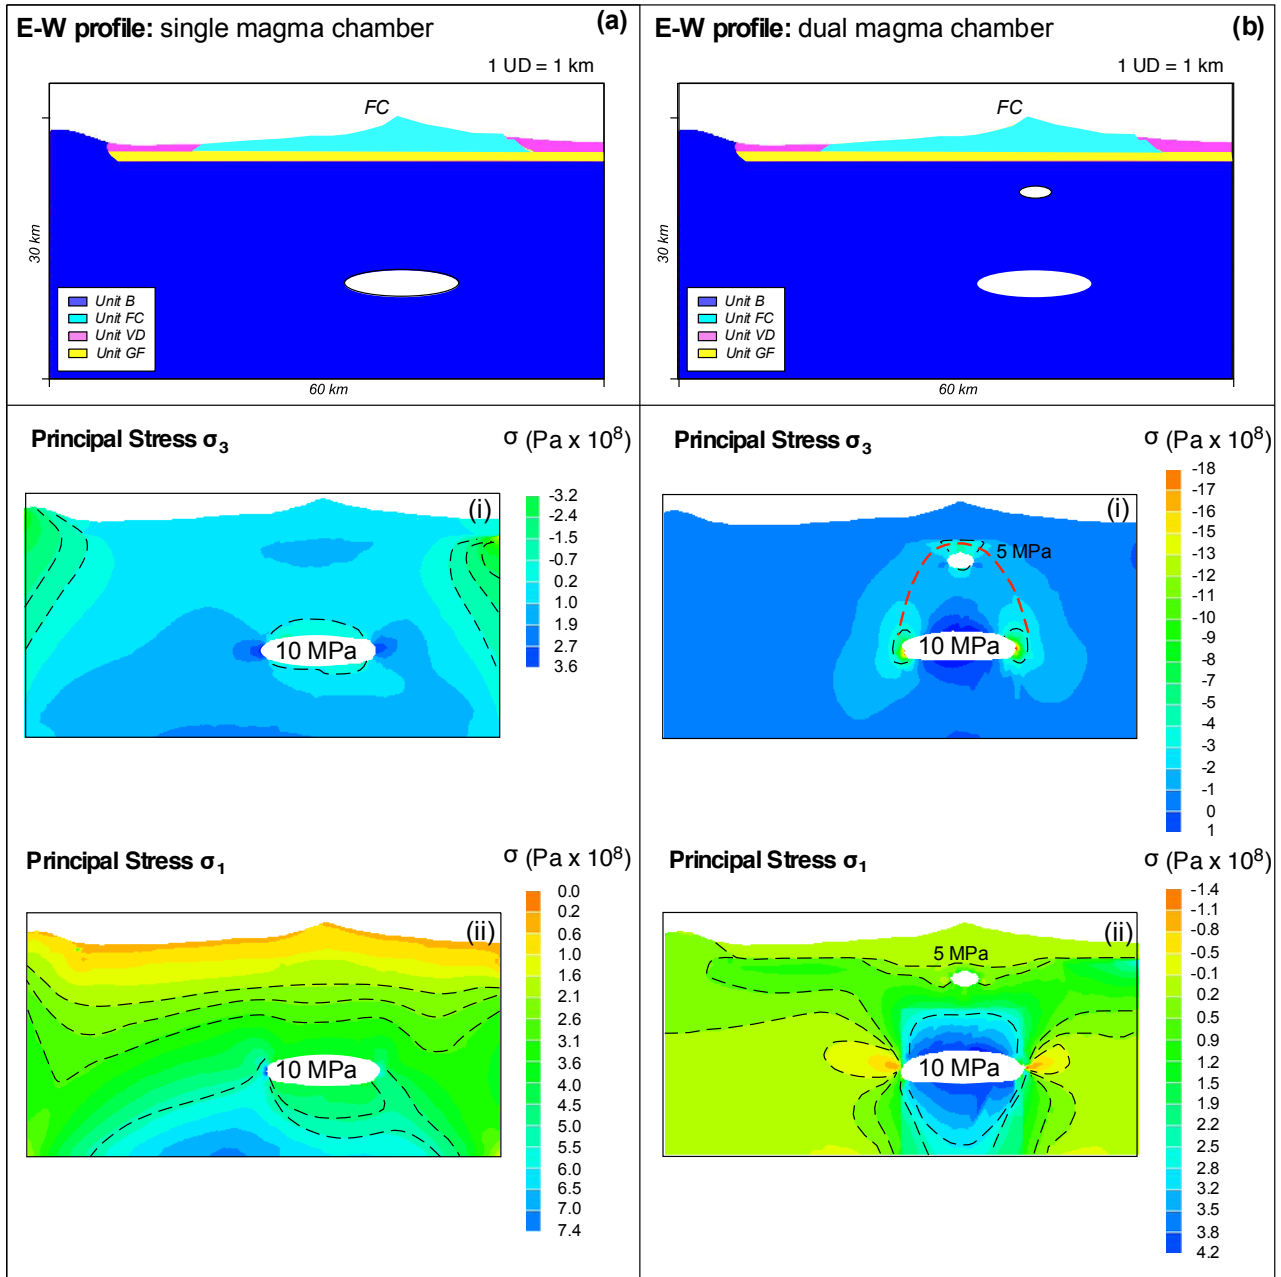 E-W profile: single magma chamber (a)
1 UD = 1 km
FC
30 km
Unit B
Unit FC
Unit VD
Unit GF
60 km
E-W profile: dual magma chamber (b)
1 UD = 1 km
FC
30 km
Unit B
Unit FC
Unit VD
Unit GF
60 km
Principal Stress σ₃ σ (Pa x 10⁸)
(i)
10 MPa
-3.2
-2.4
-1.5
-0.7
0.2
1.0
1.9
2.7
3.6
Principal Stress σ₃ σ (Pa x 10⁸)
(i)
5 MPa
10 MPa
-18
-17
-16
-15
-13
-12
-11
-10
-9
-8
-7
-5
-4
-3
-2
-1
0
1
Principal Stress σ₁ σ (Pa x 10⁸)
(ii)
10 MPa
0.0
0.2
0.6
1.0
1.6
2.1
2.6
3.1
3.6
4.0
4.5
5.0
5.5
6.0
6.5
7.0
7.4
Principal Stress σ₁ σ (Pa x 10⁸)
(ii)
5 MPa
10 MPa
-1.4
-1.1
-0.8
-0.5
-0.1
0.2
0.5
0.9
1.2
1.5
1.9
2.2
2.5
2.8
3.2
3.5
3.8
4.2